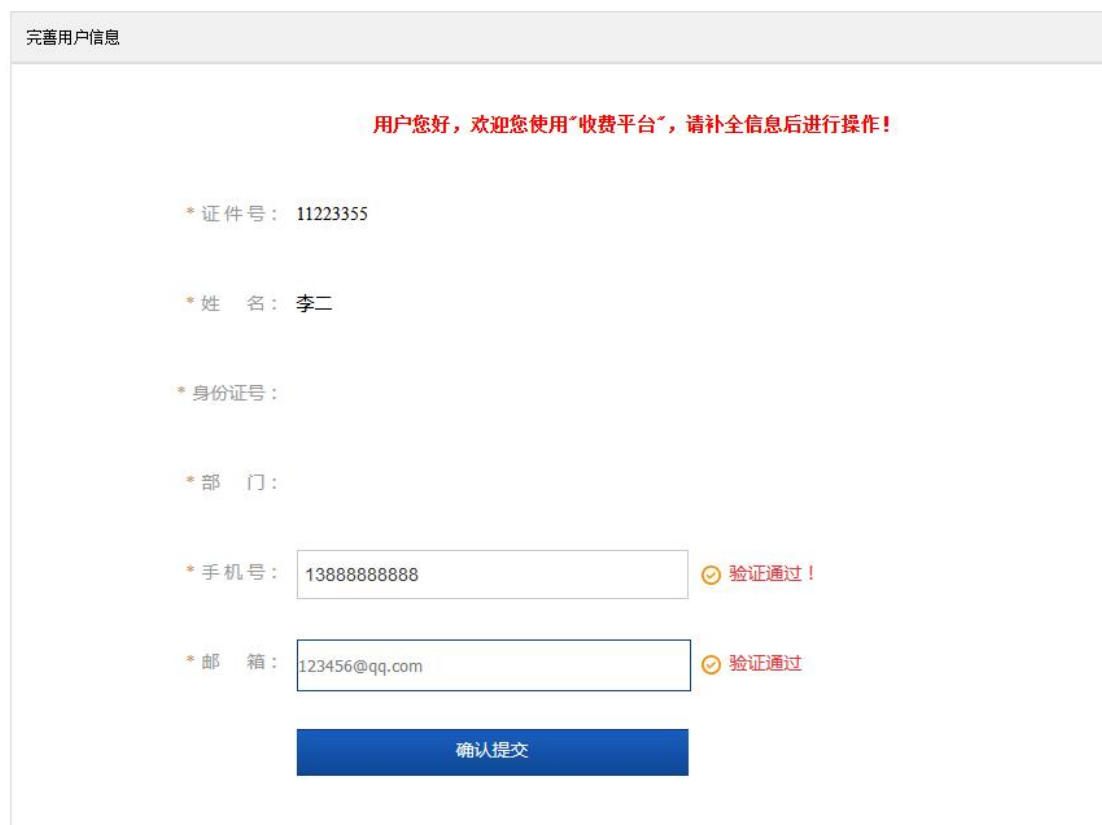 完善用户信息
用户您好，欢迎您使用"收费平台"，请补全信息后进行操作！
* 证件号： 11223355
* 姓 名： 李二
* 身份证号：
* 部 门：
* 手机号： 13888888888 验证通过！
* 邮 箱： 123456@qq.com 验证通过
确认提交